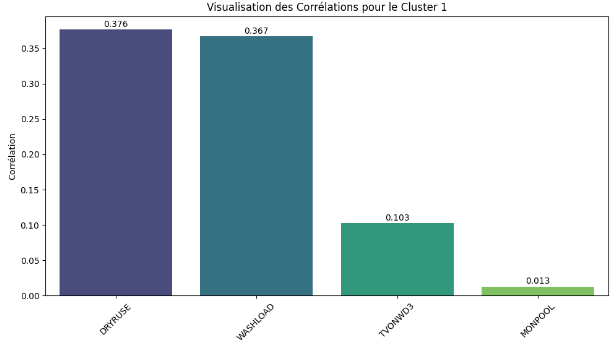 Visualisation des Corrélations pour le Cluster 1
Corrélation
0.35
0.30
0.25
0.20
0.15
0.10
0.05
0.00
0.376
0.367
0.103
0.013
DRYRUSE
WASHLOAD
TVONWD3
MONPOOL